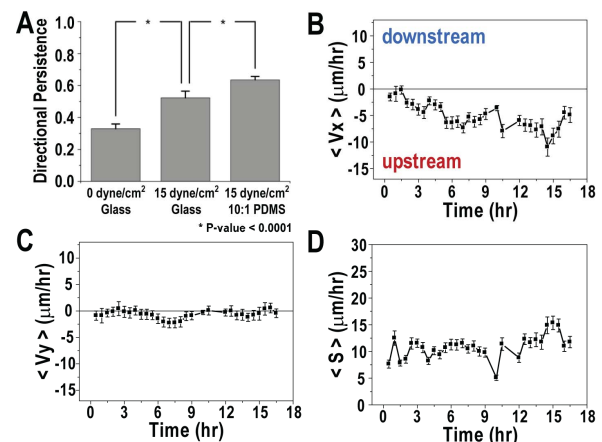 A
Directional Persistence
1.0
0.8
0.6
0.4
0.2
0.0
*
*
0 dyne/cm² 15 dyne/cm² 15 dyne/cm²
Glass Glass 10:1 PDMS
* P-value < 0.0001
B
< Vx > (μm/hr)
downstream
upstream
10
5
0
-5
-10
-15
0 3 6 9 12 15 18
Time (hr)
C
< Vy > (μm/hr)
10
5
0
-5
-10
-15
0 3 6 9 12 15 18
Time (hr)
D
< S > (μm/hr)
30
25
20
15
10
5
0
0 3 6 9 12 15 18
Time (hr)